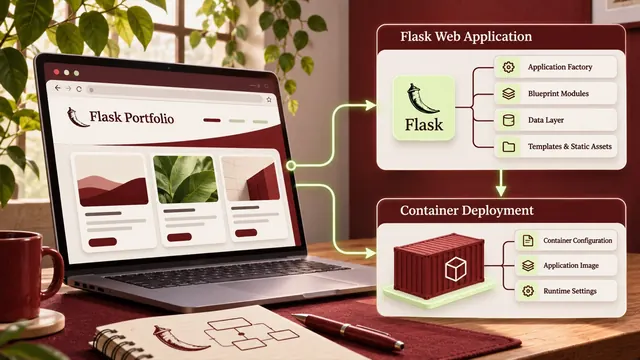 Flask Portfolio
Flask Web Application
Flask
Application Factory
Blueprint Modules
Data Layer
Templates & Static Assets
Container Deployment
Container Configuration
Application Image
Runtime Settings